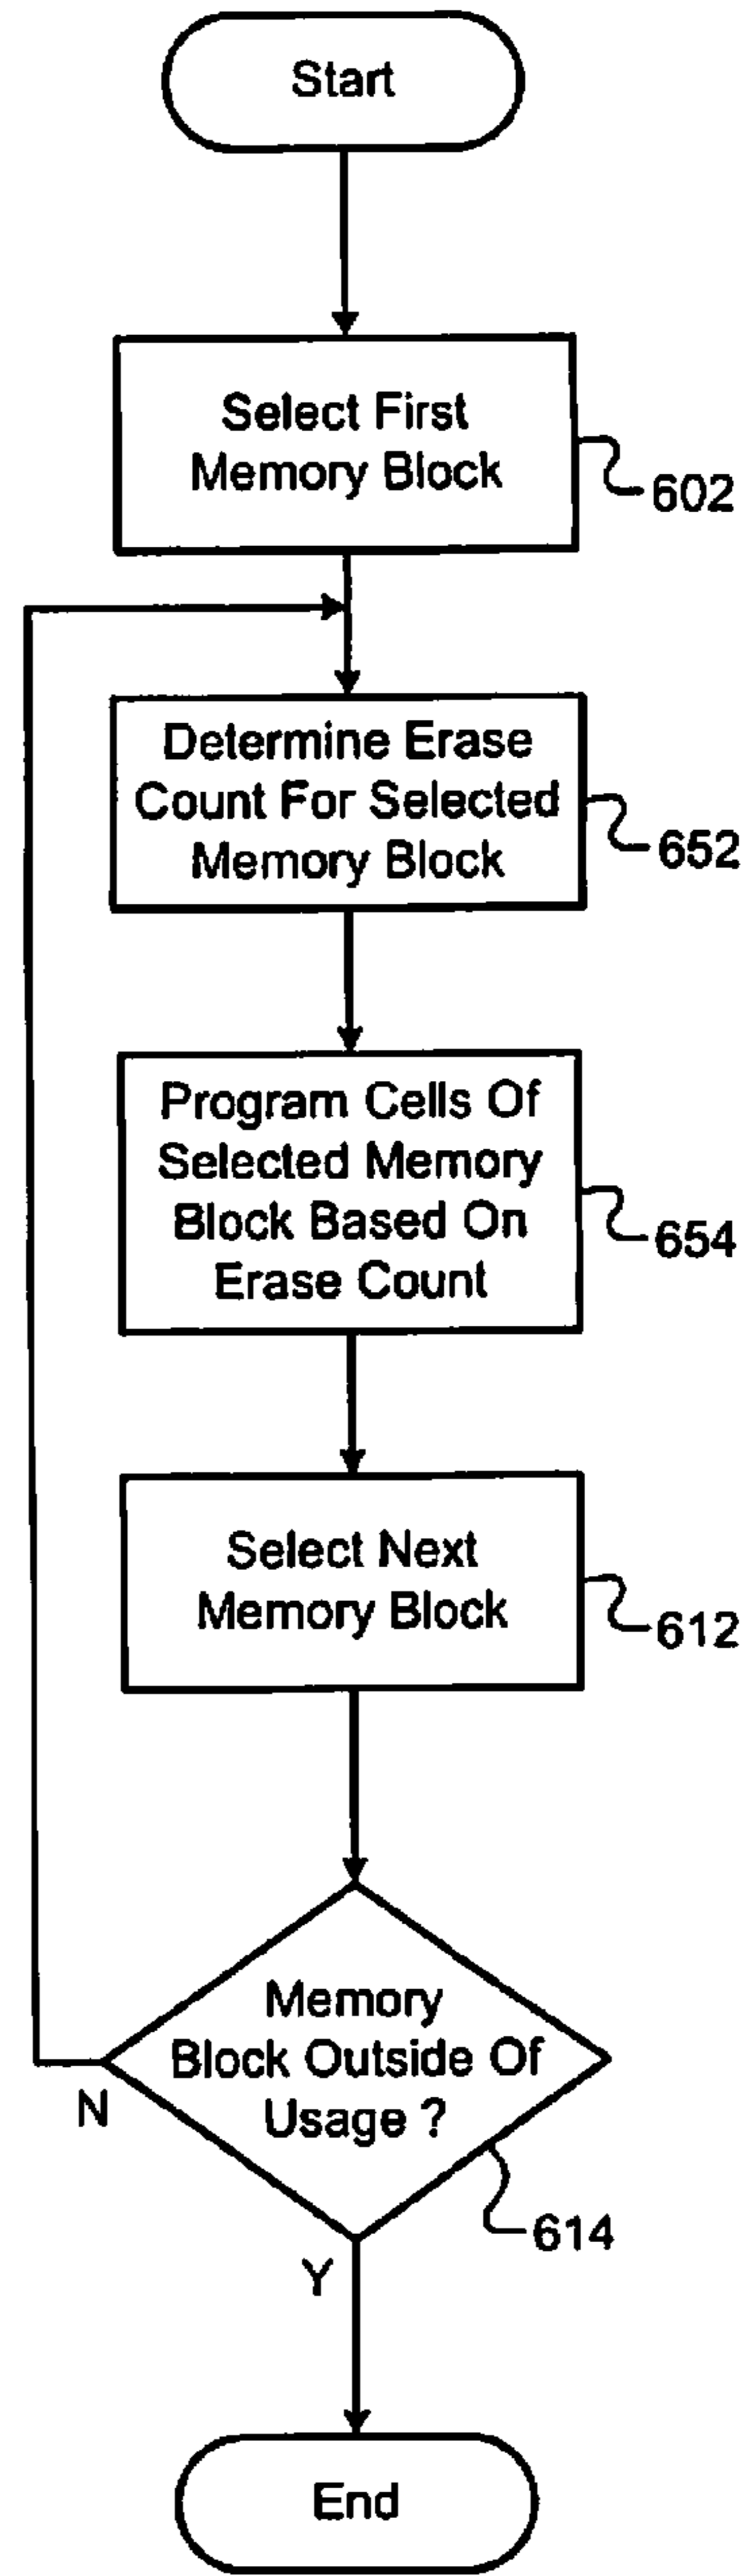 Start
Select First
Memory Block
602
Determine Erase
Count For Selected
Memory Block
652
Program Cells Of
Selected Memory
Block Based On
Erase Count
654
Select Next
Memory Block
612
Memory
Block Outside Of
Usage ?
N
614
Y
End